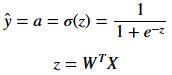 ŷ = a = σ(z) = 1 / (1 + e^{-z})
z = W^T X